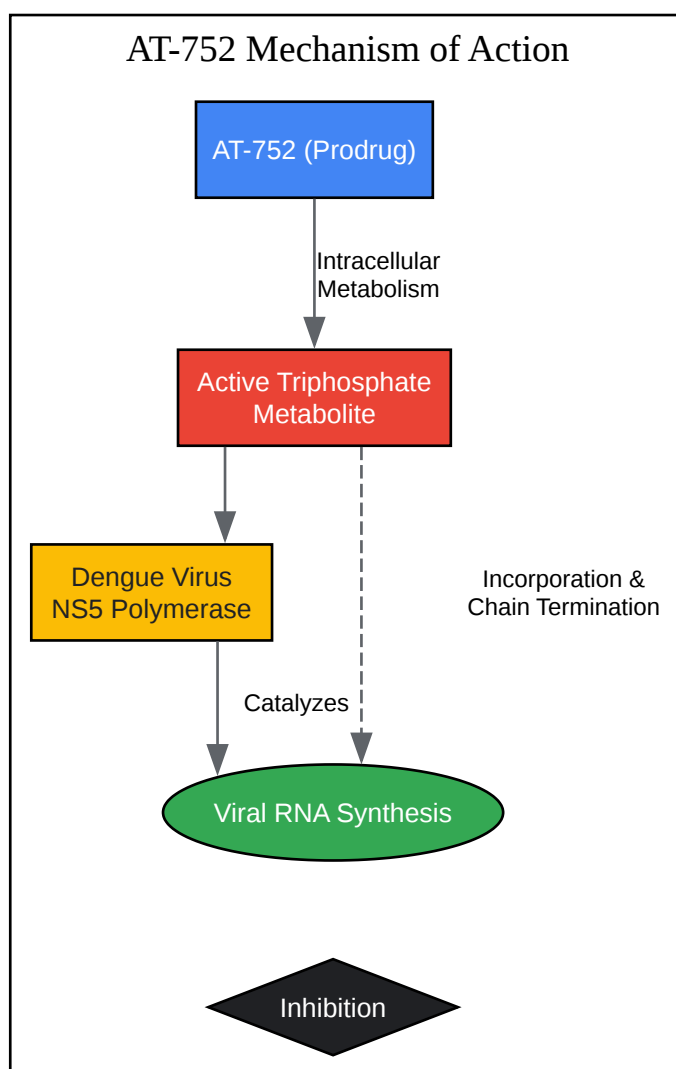 AT-752 Mechanism of Action
AT-752 (Prodrug)
Intracellular
Metabolism
Active Triphosphate
Metabolite
Dengue Virus
NS5 Polymerase
Incorporation &
Chain Termination
Catalyzes
Viral RNA Synthesis
Inhibition